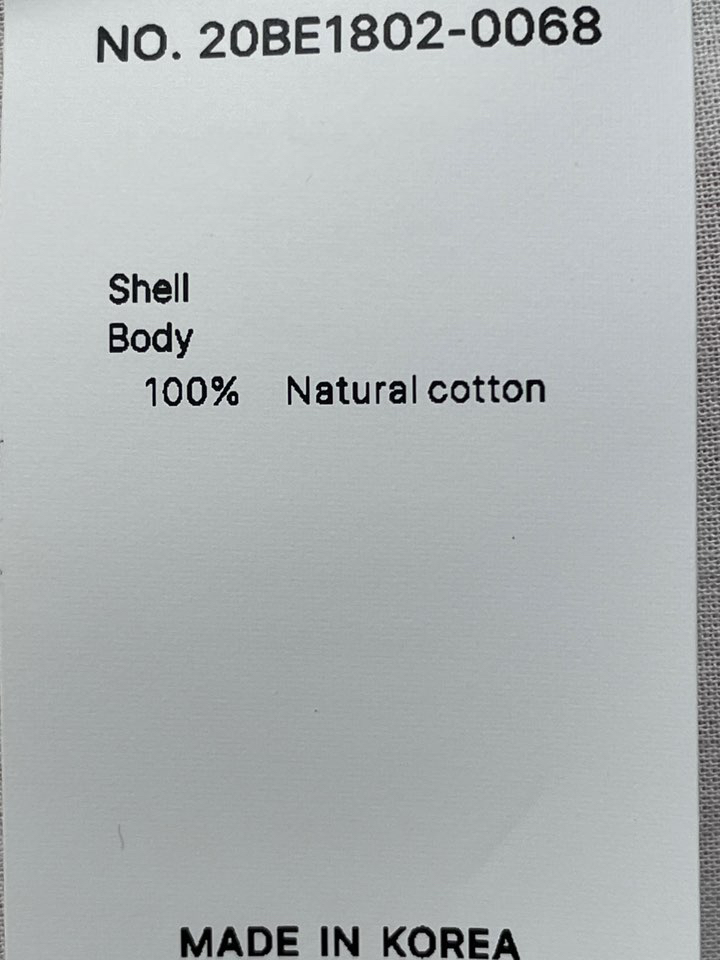 NO. 20BE1802-0068
Shell
Body
100% Natural cotton
MADE IN KOREA